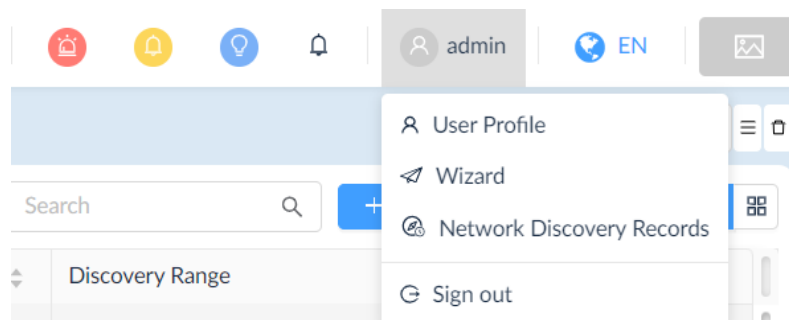 admin
EN
User Profile
Wizard
Search
Network Discovery Records
Discovery Range
Sign out